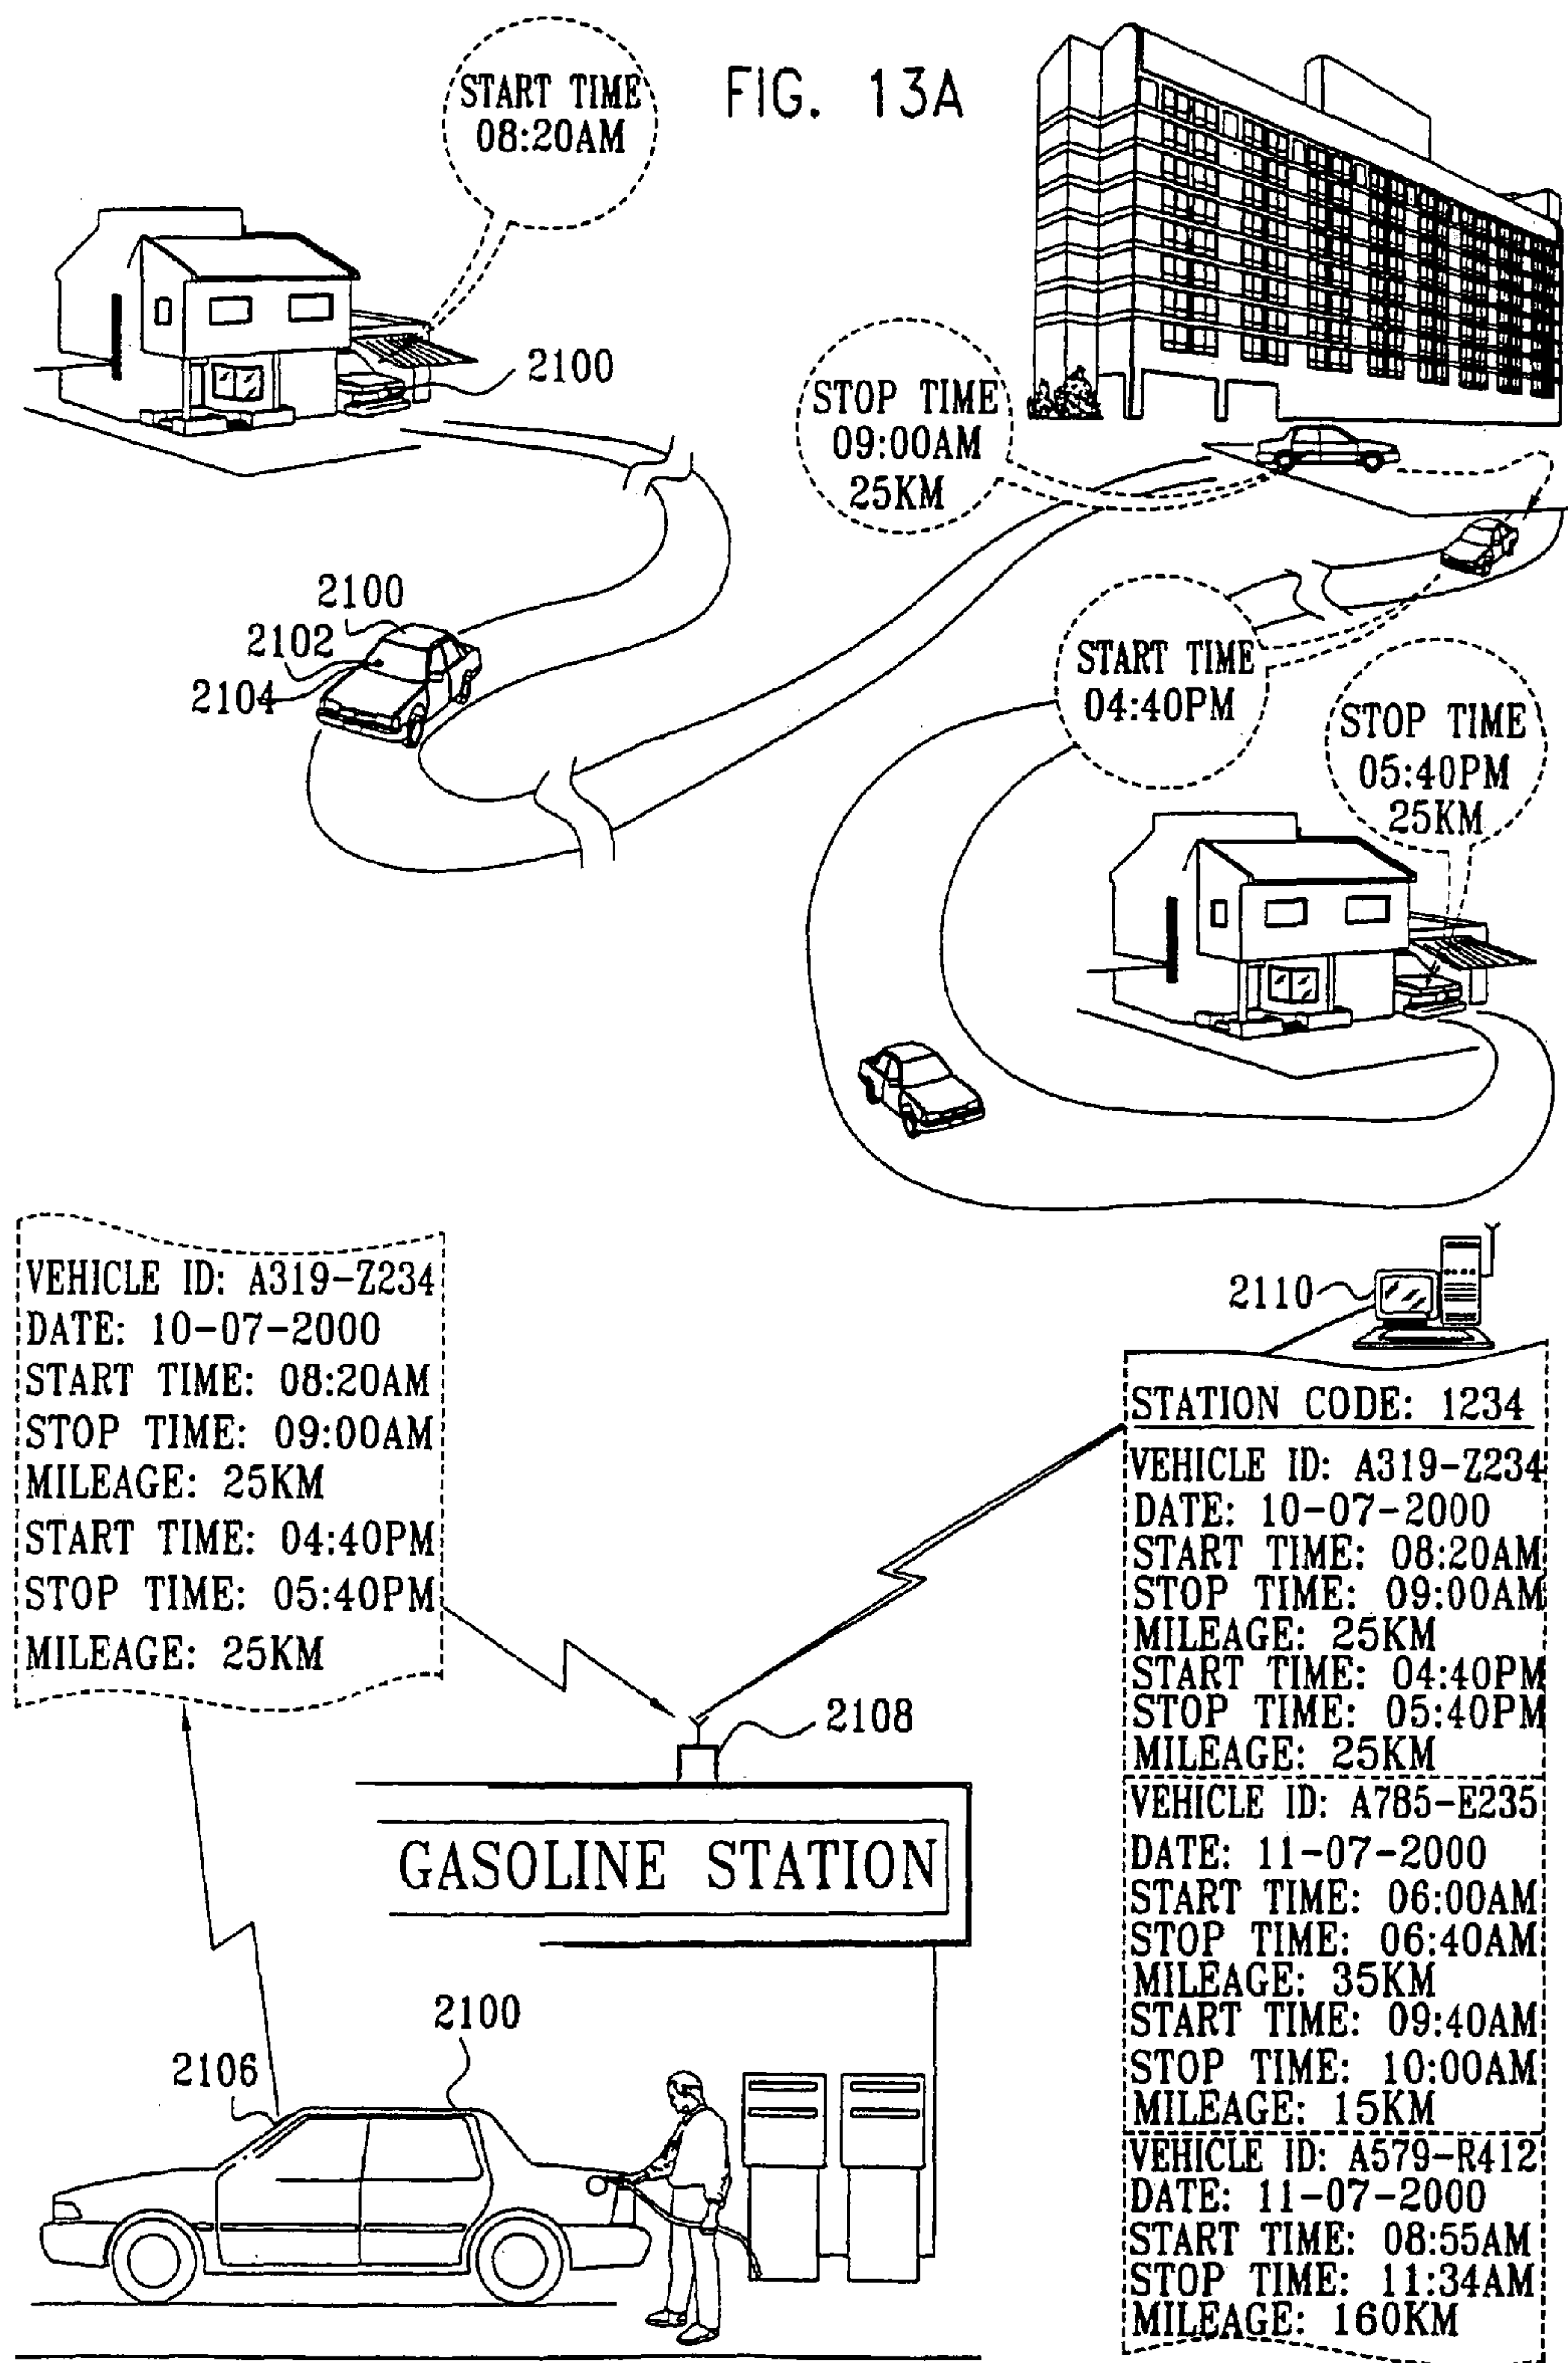 FIG. 13A
START TIME
08:20AM
2100
STOP TIME
09:00AM
25KM
2100
2102
2104
START TIME
04:40PM
STOP TIME
05:40PM
25KM
VEHICLE ID: A319-Z234
DATE: 10-07-2000
START TIME: 08:20AM
STOP TIME: 09:00AM
MILEAGE: 25KM
START TIME: 04:40PM
STOP TIME: 05:40PM
MILEAGE: 25KM
2110
STATION CODE: 1234
VEHICLE ID: A319-Z234
DATE: 10-07-2000
START TIME: 08:20AM
STOP TIME: 09:00AM
MILEAGE: 25KM
START TIME: 04:40PM
STOP TIME: 05:40PM
MILEAGE: 25KM
VEHICLE ID: A785-E235
DATE: 11-07-2000
START TIME: 06:00AM
STOP TIME: 06:40AM
MILEAGE: 35KM
START TIME: 09:40AM
STOP TIME: 10:00AM
MILEAGE: 15KM
VEHICLE ID: A579-R412
DATE: 11-07-2000
START TIME: 08:55AM
STOP TIME: 11:34AM
MILEAGE: 160KM
2108
GASOLINE STATION
2100
2106